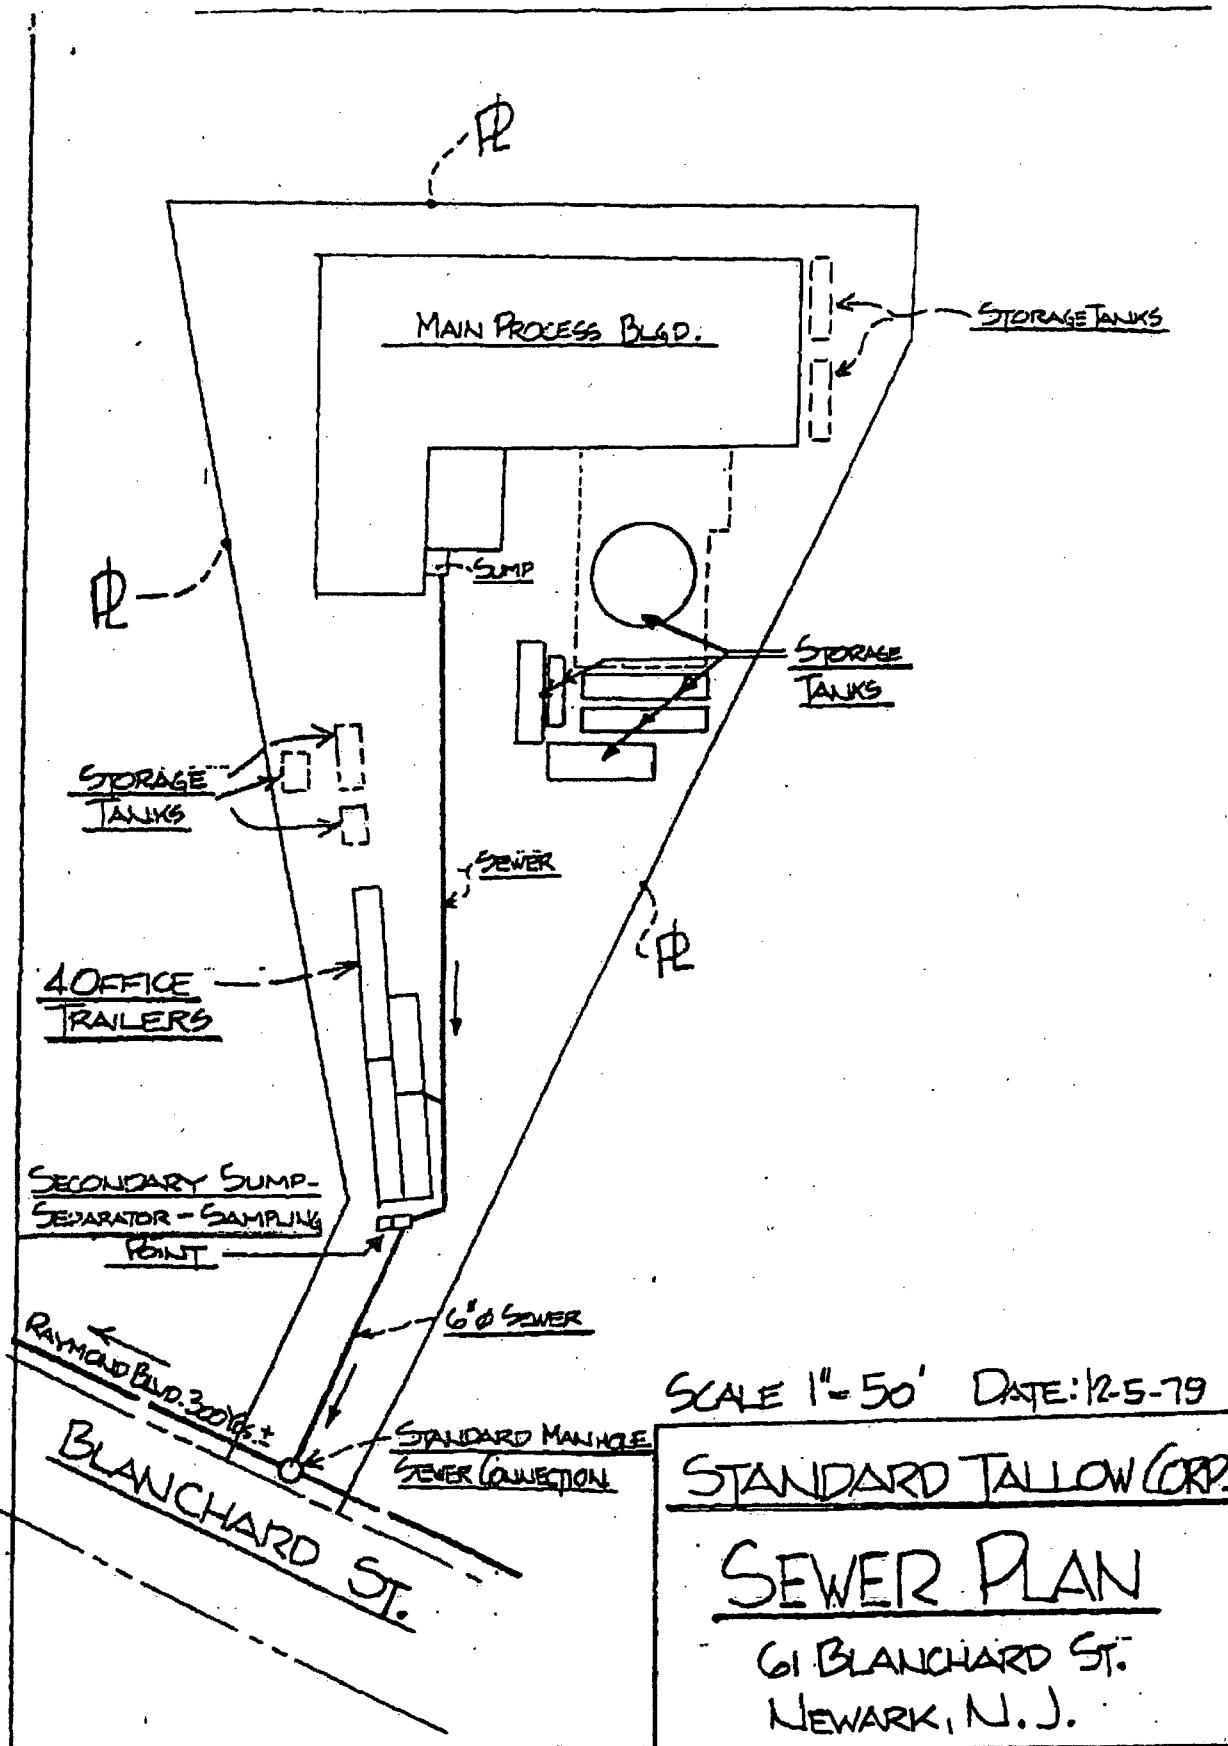 PL
MAIN PROCESS BLGD.
STORAGE TANKS
SUMP
PL
STORAGE
TANKS
STORAGE
TANKS
SEWER
PL
4 OFFICE
TRAILERS
SECONDARY SUMP-
SEPARATOR - SAMPLING
POINT
6"ø SEWER
RAYMOND BLVD. 300 YDS. ±
STANDARD MANHOLE
SEWER CONNECTION
BLANCHARD ST.
SCALE 1"=50' DATE: 12-5-79
STANDARD TALLOW CORP.
SEWER PLAN
61 BLANCHARD ST.
NEWARK, N.J.